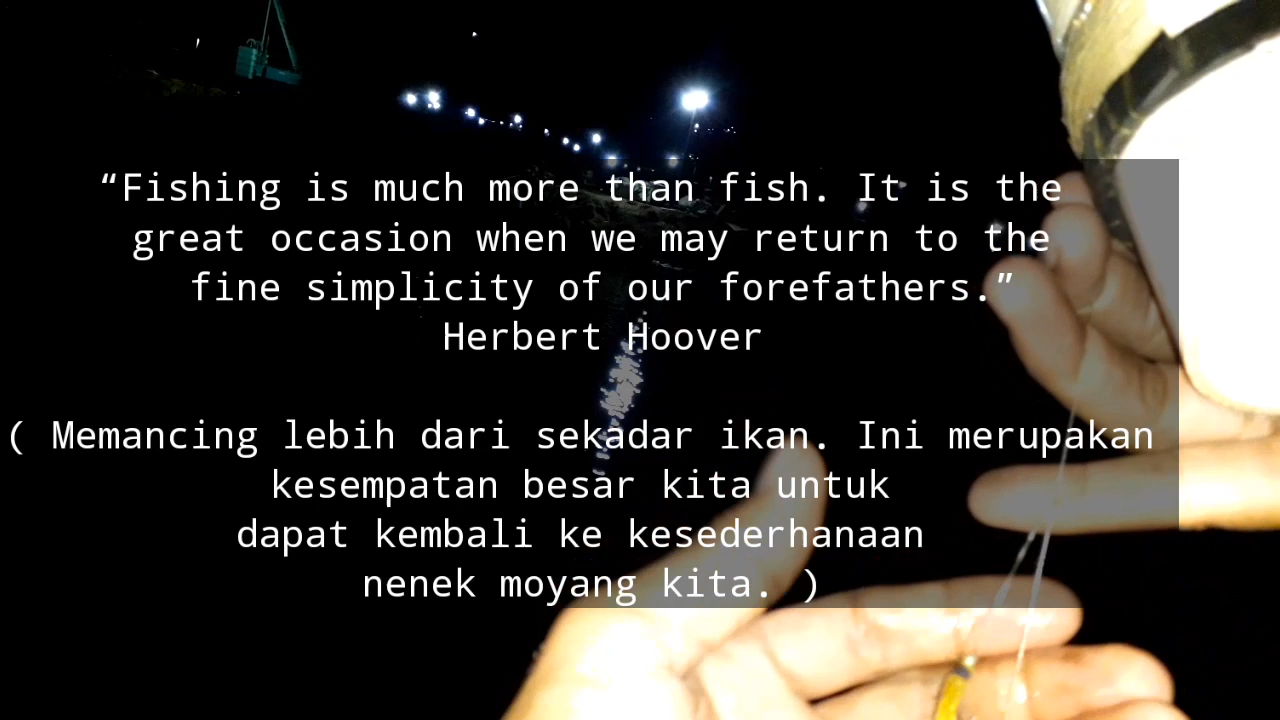 “Fishing is much more than fish. It is the
great occasion when we may return to the
fine simplicity of our forefathers.”
Herbert Hoover
( Memancing lebih dari sekadar ikan. Ini merupakan
kesempatan besar kita untuk
dapat kembali ke kesederhanaan
nenek moyang kita. )